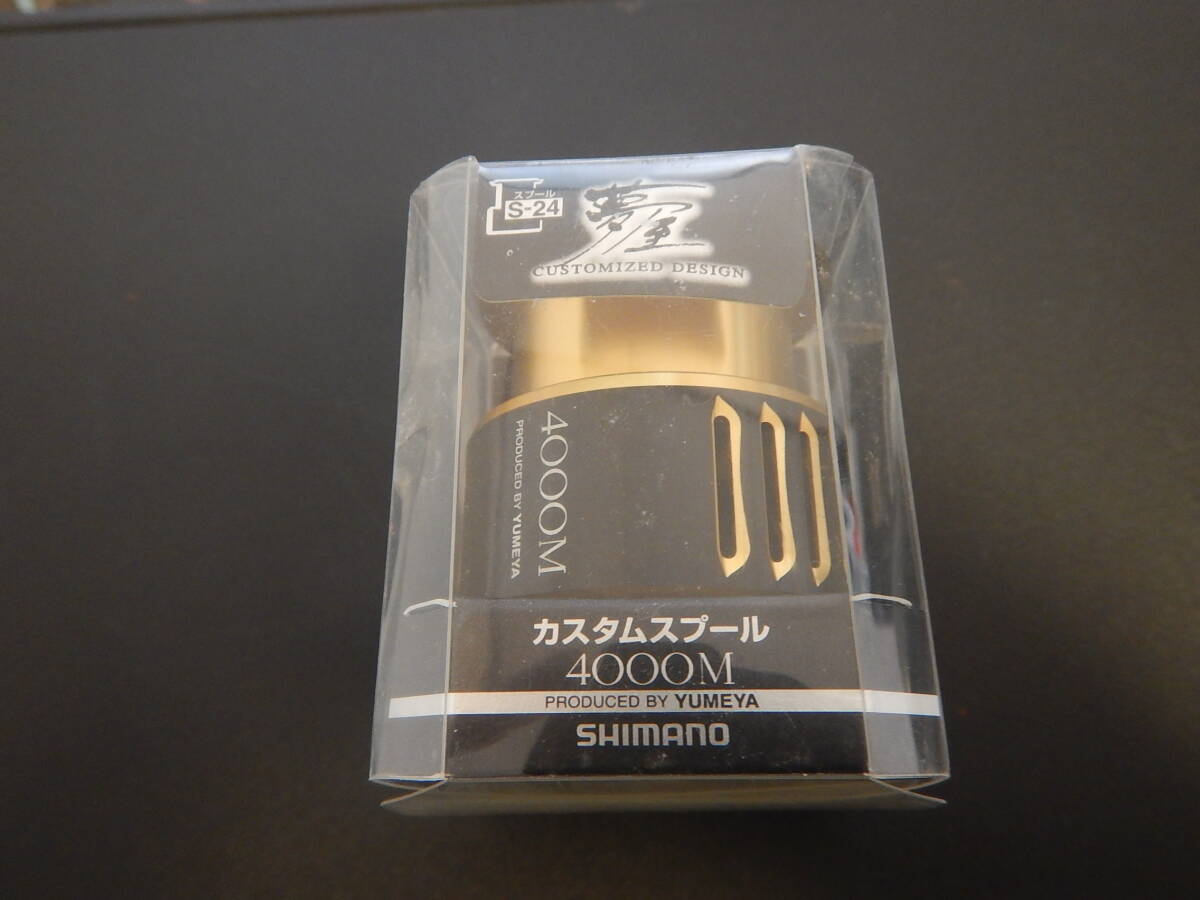 スプール
S-24
夢屋
CUSTOMIZED DESIGN
4000M
PRODUCED BY YUMEYA
カスタムスプール
4000M
PRODUCED BY YUMEYA
SHIMANO